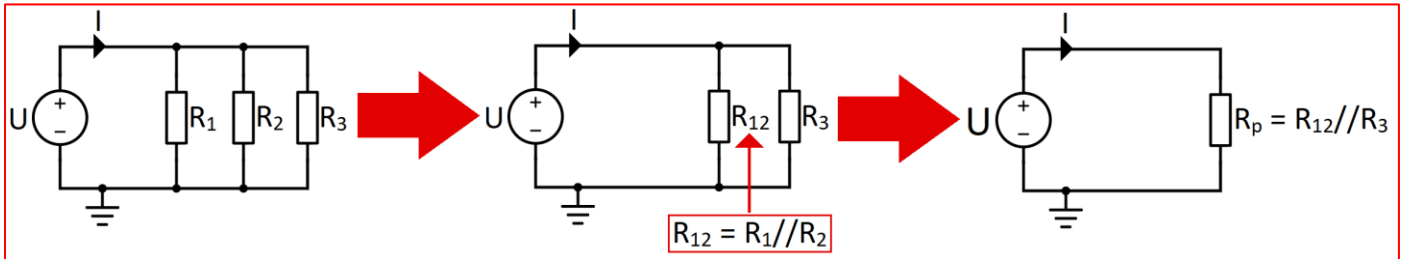 I
U
+
−
R₁
R₂
R₃
I
U
+
−
R₁₂
R₃
R₁₂ = R₁//R₂
I
U
+
−
Rₚ = R₁₂//R₃